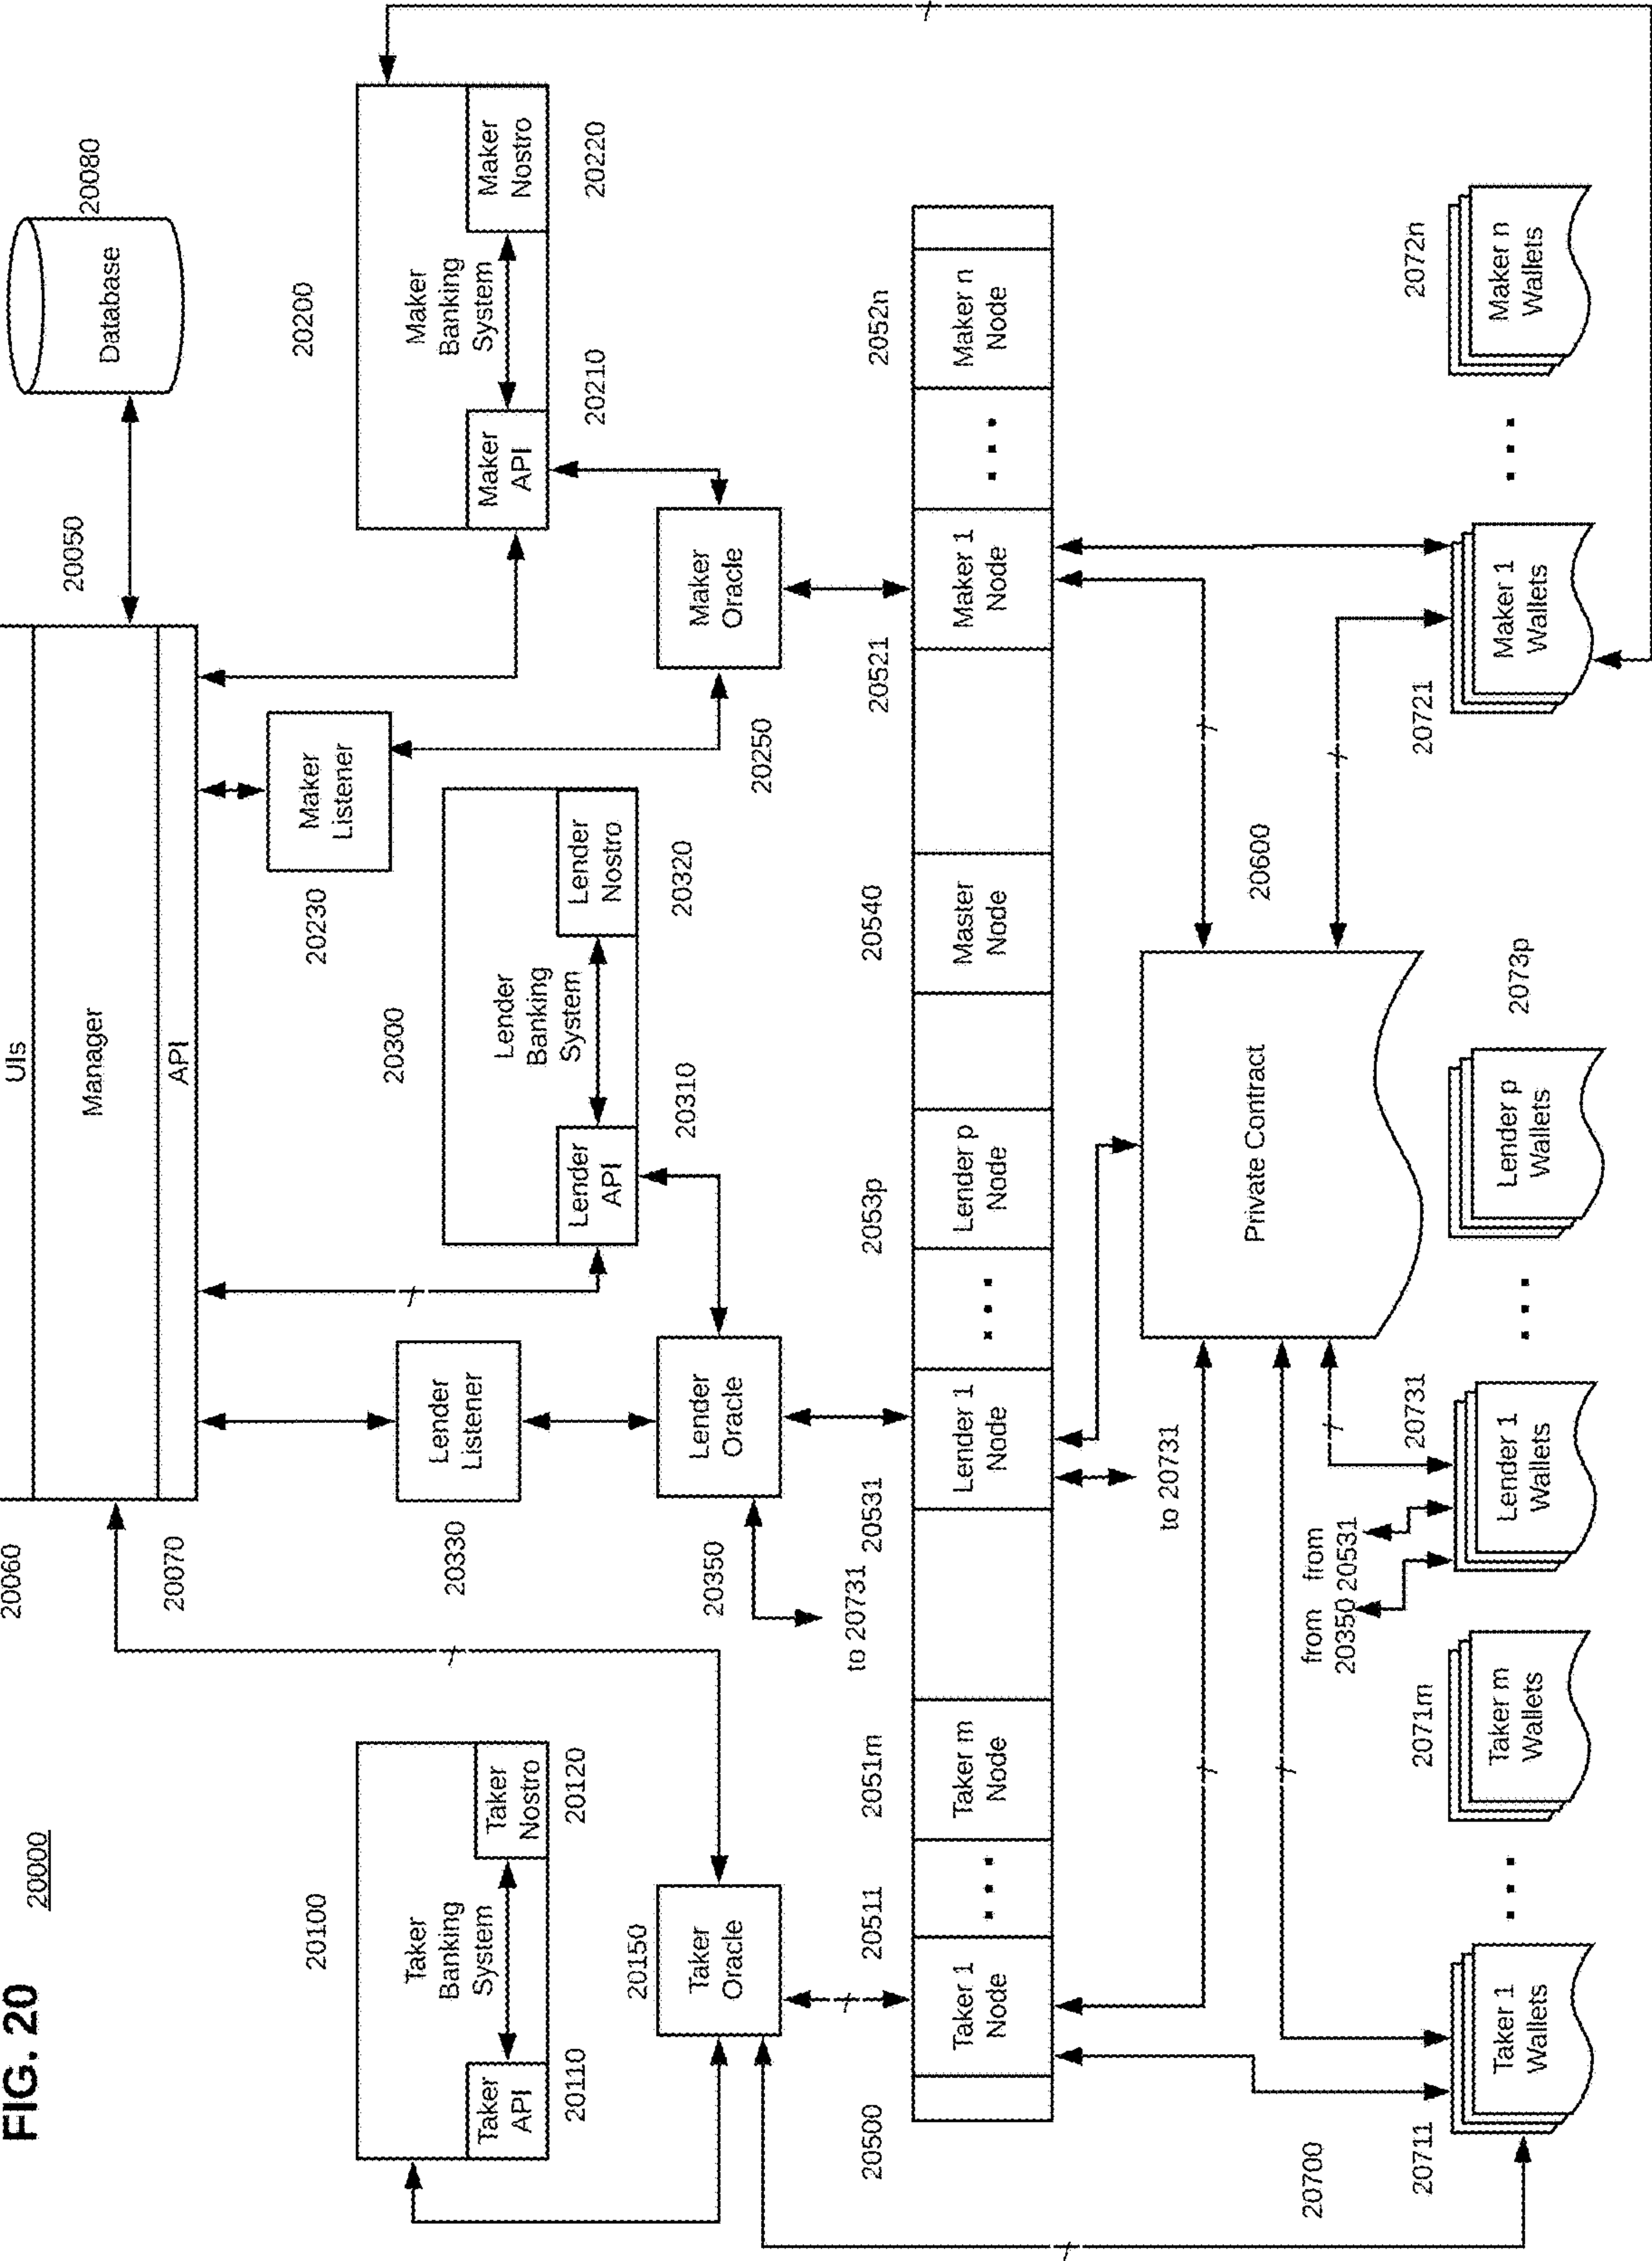 FIG. 20
20000
20060
UIs
Manager
API
20070
20050
Database
20080
20100
Taker
Banking
System
Taker
API
Taker
Nostro
20110
20120
20330
Lender
Listener
20300
Lender
Banking
System
Lender
API
Lender
Nostro
20310
20320
20230
Maker
Listener
20200
Maker
Banking
System
Maker
API
Maker
Nostro
20210
20220
20150
Taker
Oracle
20350
Lender
Oracle
to 20731
Maker
Oracle
20250
20500
20511
2051m
20531
2053p
20540
20521
2052n
Taker 1
Node
Taker m
Node
Lender 1
Node
Lender p
Node
Master
Node
Maker 1
Node
Maker n
Node
to 20731
Private Contract
20600
20700
from
20350
from
20531
20711
Taker 1
Wallets
2071m
Taker m
Wallets
20731
Lender 1
Wallets
2073p
Lender p
Wallets
20721
Maker 1
Wallets
2072n
Maker n
Wallets